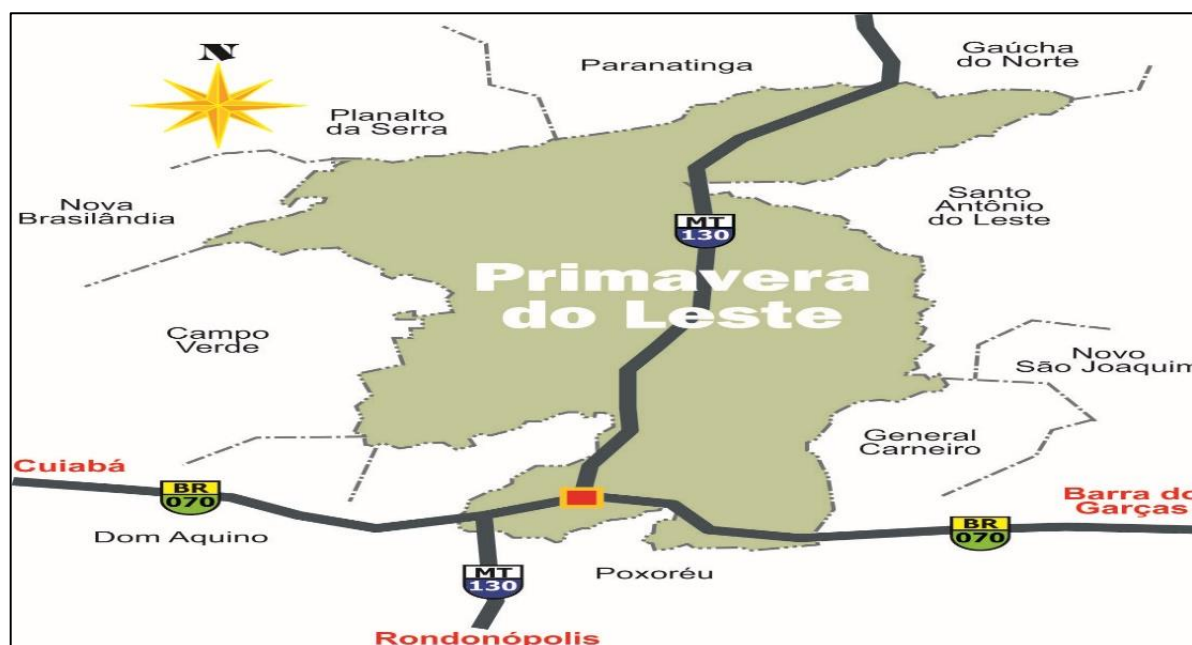 N
Gaúcha
do Norte
Paranatinga
Planalto
da Serra
Nova
Brasilândia
Santo
Antônio
do Leste
MT
130
Primavera
do Leste
Campo
Verde
Novo
São Joaquim
General
Carneiro
Cuiabá
BR
070
Barra do
Garças
BR
070
Dom Aquino
MT
130
Poxoréu
Rondonópolis